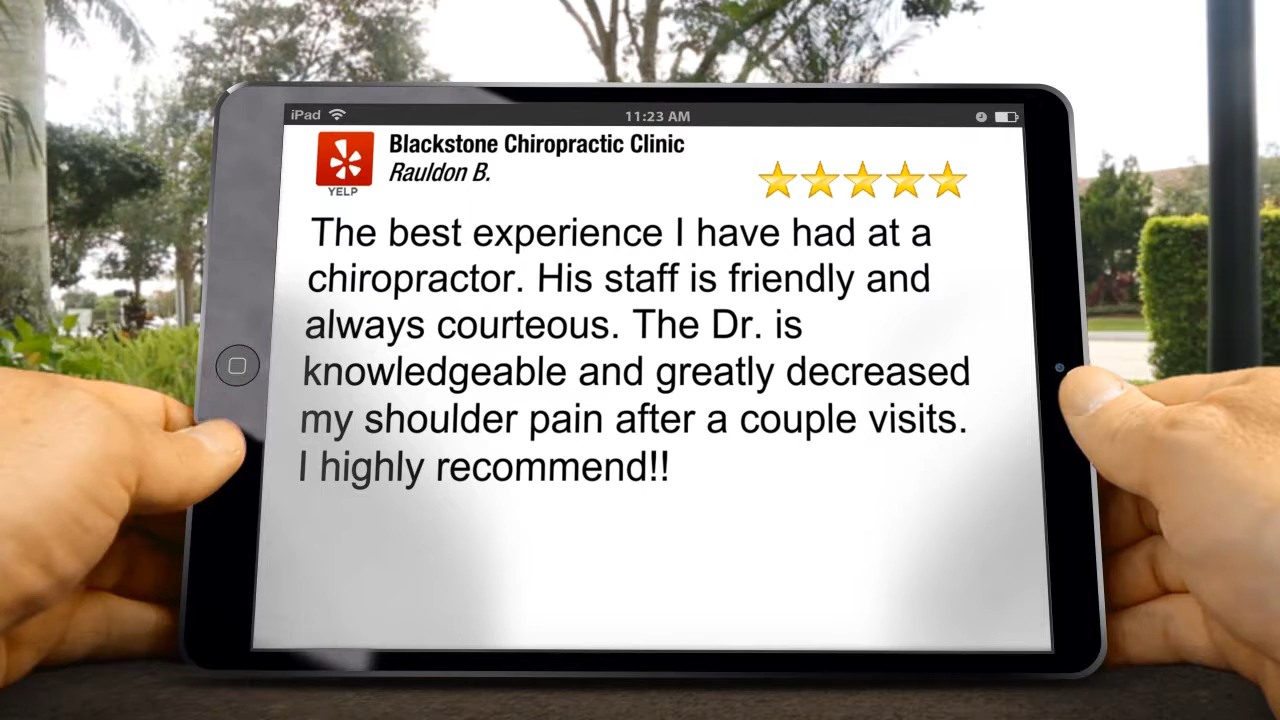 iPad
11:23 AM
YELP
Blackstone Chiropractic Clinic
Rauldon B.
The best experience I have had at a
chiropractor. His staff is friendly and
always courteous. The Dr. is
knowledgeable and greatly decreased
my shoulder pain after a couple visits.
I highly recommend!!